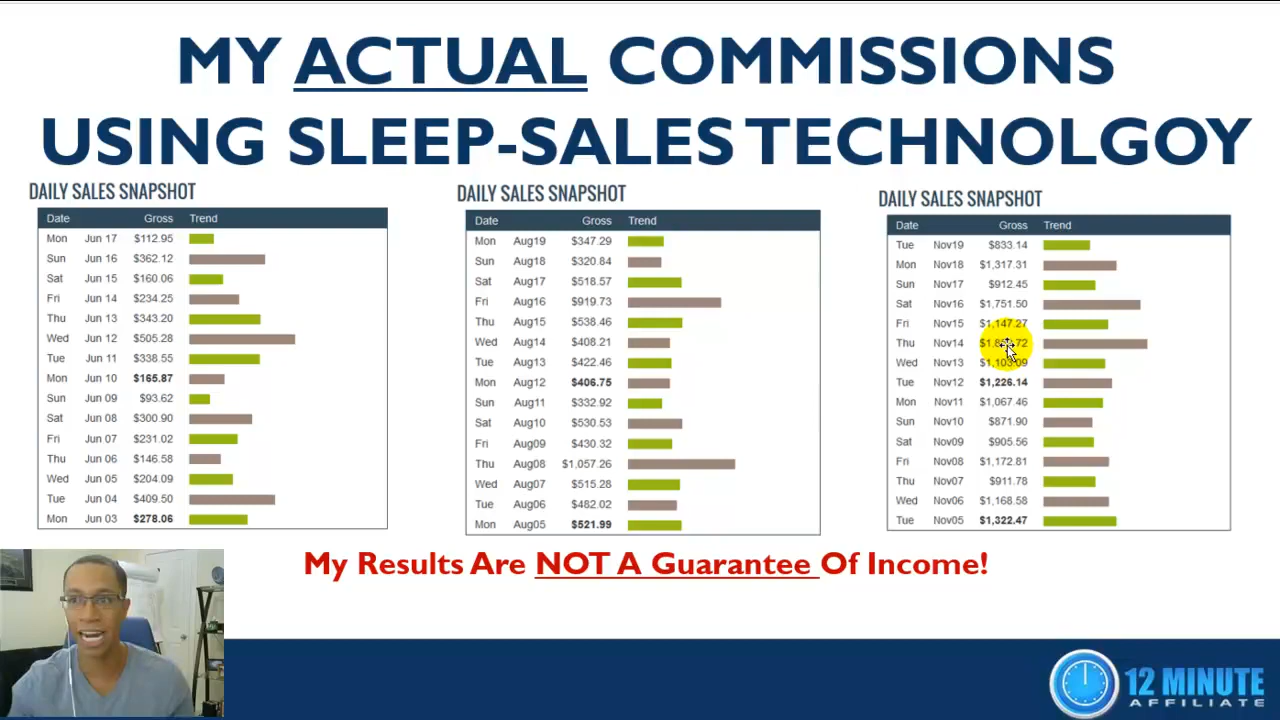 MY ACTUAL COMMISSIONS
USING SLEEP-SALES TECHNOLGOY
DAILY SALES SNAPSHOT
Date Gross Trend
Mon Jun 17 $112.95
Sun Jun 16 $362.12
Sat Jun 15 $160.06
Fri Jun 14 $234.25
Thu Jun 13 $343.20
Wed Jun 12 $505.28
Tue Jun 11 $338.55
Mon Jun 10 $165.87
Sun Jun 09 $93.62
Sat Jun 08 $300.90
Fri Jun 07 $231.02
Thu Jun 06 $146.58
Wed Jun 05 $204.09
Tue Jun 04 $409.50
Mon Jun 03 $278.06
DAILY SALES SNAPSHOT
Date Gross Trend
Mon Aug19 $347.29
Sun Aug18 $320.84
Sat Aug17 $518.57
Fri Aug16 $919.73
Thu Aug15 $538.46
Wed Aug14 $408.21
Tue Aug13 $422.46
Mon Aug12 $406.75
Sun Aug11 $332.92
Sat Aug10 $530.53
Fri Aug09 $430.32
Thu Aug08 $1,057.26
Wed Aug07 $515.28
Tue Aug06 $482.02
Mon Aug05 $521.99
DAILY SALES SNAPSHOT
Date Gross Trend
Tue Nov19 $833.14
Mon Nov18 $1,317.31
Sun Nov17 $912.45
Sat Nov16 $1,751.50
Fri Nov15 $1,147.27
Thu Nov14
Wed Nov13 $1,103.09
Tue Nov12 $1,226.14
Mon Nov11 $1,067.46
Sun Nov10 $871.90
Sat Nov09 $905.56
Fri Nov08 $1,172.81
Thu Nov07 $911.78
Wed Nov06 $1,168.58
Tue Nov05 $1,322.47
My Results Are NOT A Guarantee Of Income!
12 MINUTE
AFFILIATE